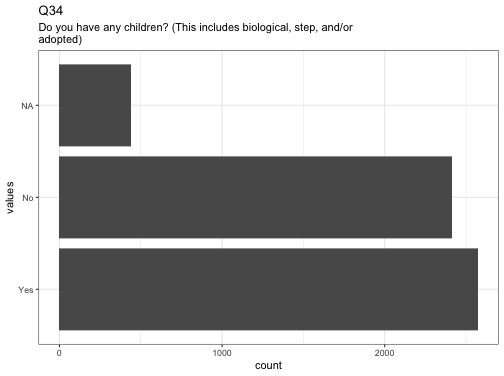 Q34
Do you have any children? (This includes biological, step, and/or
adopted)
NA
No
Yes
values
0
1000
2000
count